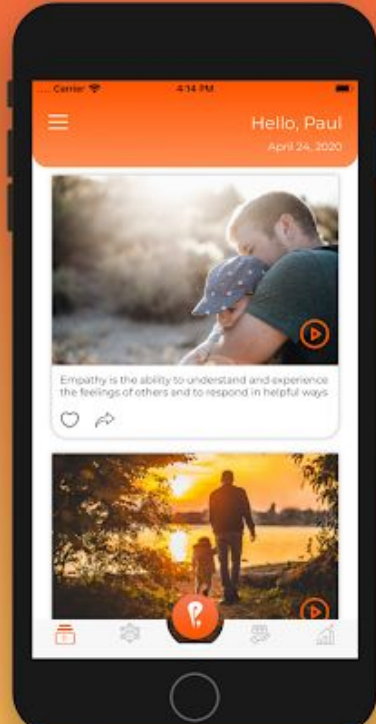 Carrier
4:14 PM
Hello, Paul
April 24, 2020
Empathy is the ability to understand and experience
the feelings of others and to respond in helpful ways